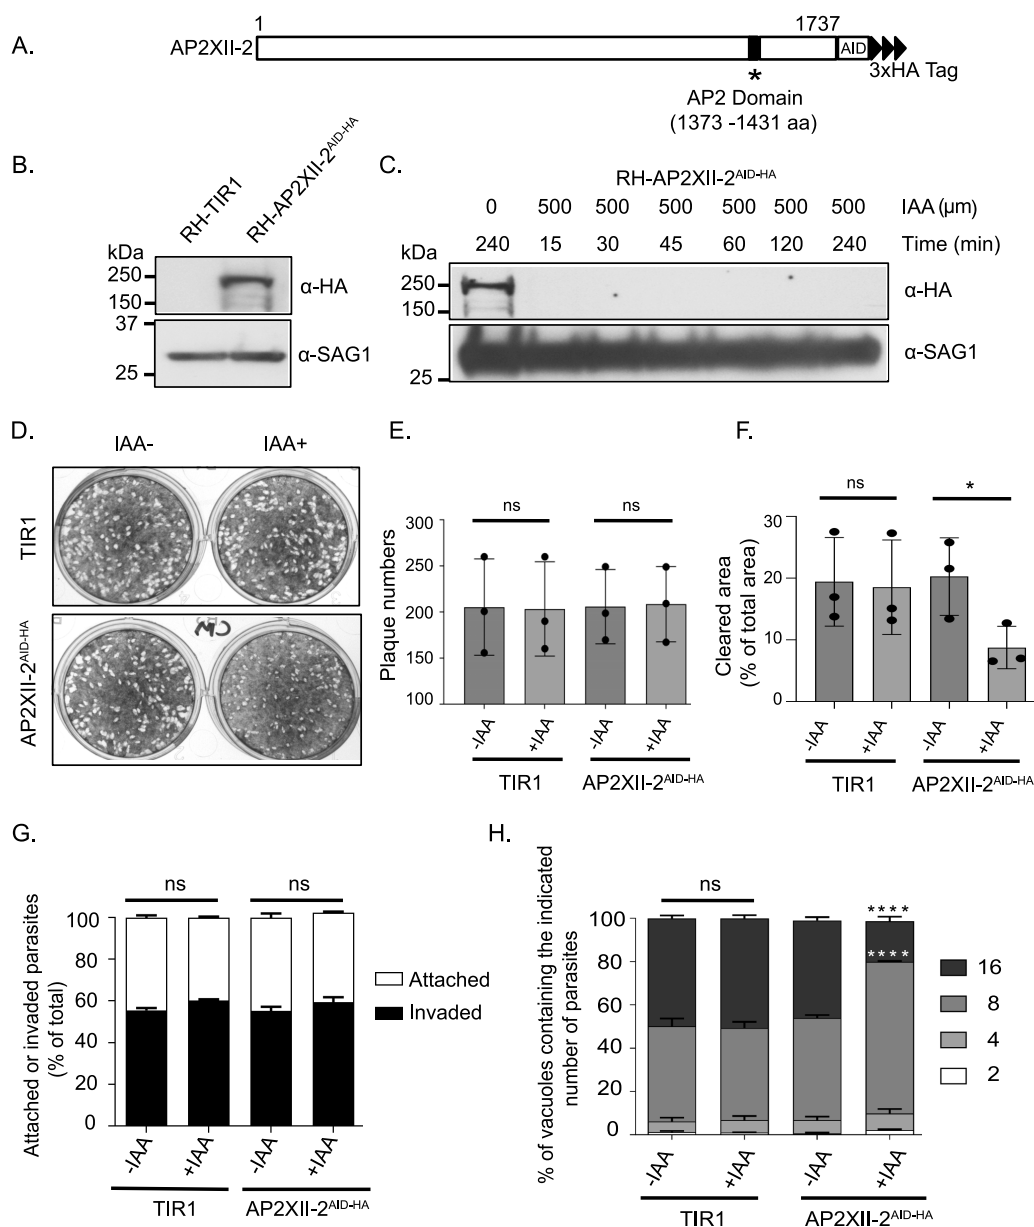 A.
1 1737
AP2XII-2
AID
3xHA Tag
*
AP2 Domain
(1373 -1431 aa)
B.
RH-TIR1
RH-AP2XII-2AID-HA
kDa
250
150
α-HA
37
25
α-SAG1
C.
RH-AP2XII-2AID-HA
0 500 500 500 500 500 500 IAA (µm)
240 15 30 45 60 120 240 Time (min)
kDa
250
150
α-HA
25
α-SAG1
D.
IAA- IAA+
TIR1
AP2XII-2AID-HA
E.
ns ns
Plaque numbers
300
250
200
150
100
-IAA +IAA -IAA +IAA
TIR1 AP2XII-2AID-HA
F.
ns *
Cleared area
(% of total area)
30
20
10
0
-IAA +IAA -IAA +IAA
TIR1 AP2XII-2AID-HA
G.
ns ns
Attached or invaded parasites
(% of total)
100
80
60
40
20
0
Attached
Invaded
-IAA +IAA -IAA +IAA
TIR1 AP2XII-2AID-HA
H.
% of vacuoles containing the indicated
number of parasites
ns
****
****
100
80
60
40
20
0
16
8
4
2
-IAA +IAA -IAA +IAA
TIR1 AP2XII-2AID-HA